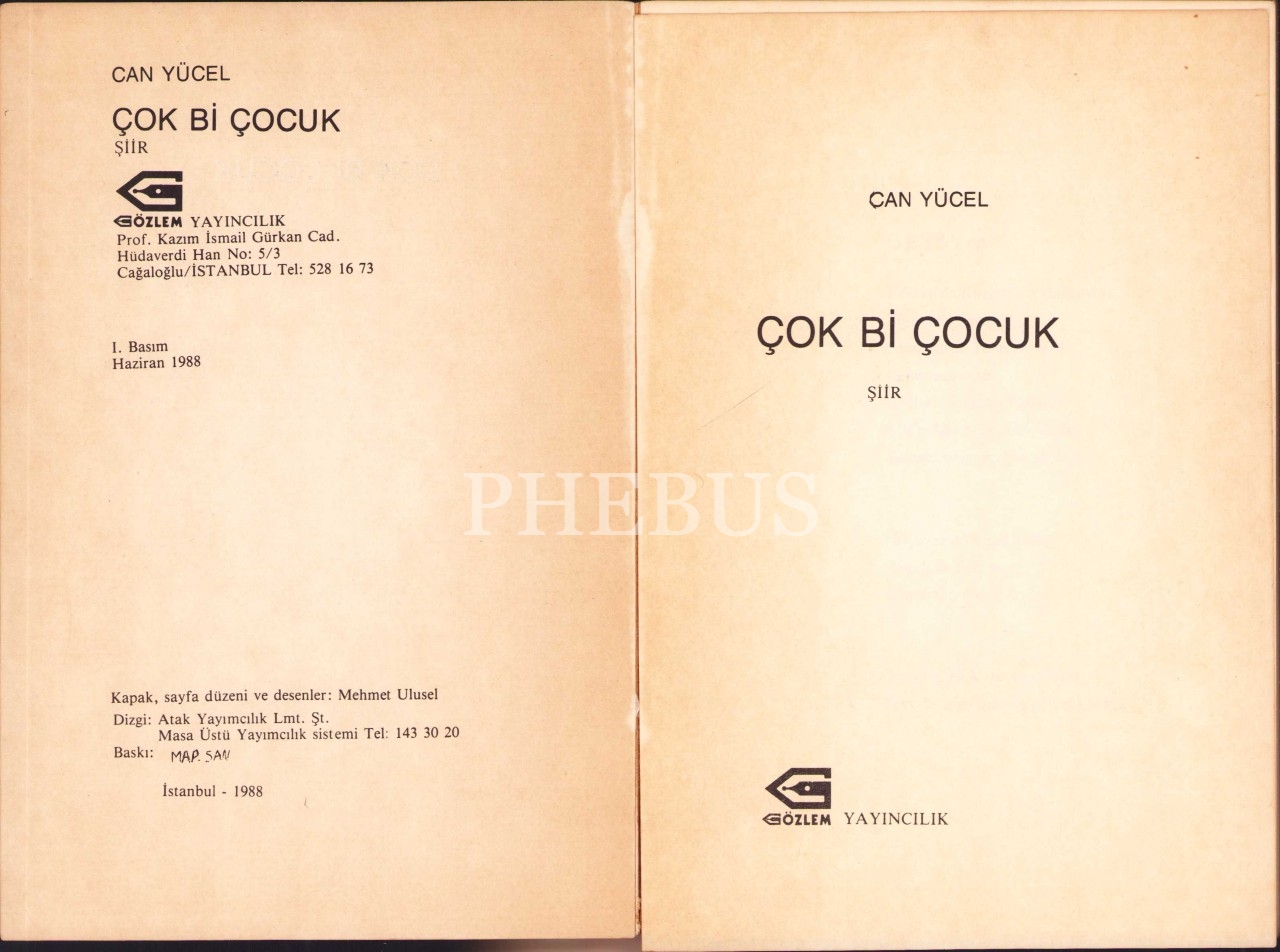 CAN YÜCEL
ÇOK Bİ ÇOCUK
ŞİİR
GÖZLEM YAYINCILIK
Prof. Kazım İsmail Gürkan Cad.
Hüdaverdi Han No: 5/3
Cağaloğlu/İSTANBUL Tel: 528 16 73
I. Basım
Haziran 1988
Kapak, sayfa düzeni ve desenler: Mehmet Ulusel
Dizgi: Atak Yayımcılık Lmt. Şt.
Masa Üstü Yayımcılık sistemi Tel: 143 30 20
Baskı: MAP. SAN
İstanbul - 1988
CAN YÜCEL
ÇOK Bİ ÇOCUK
ŞİİR
GÖZLEM YAYINCILIK
PHEBUS